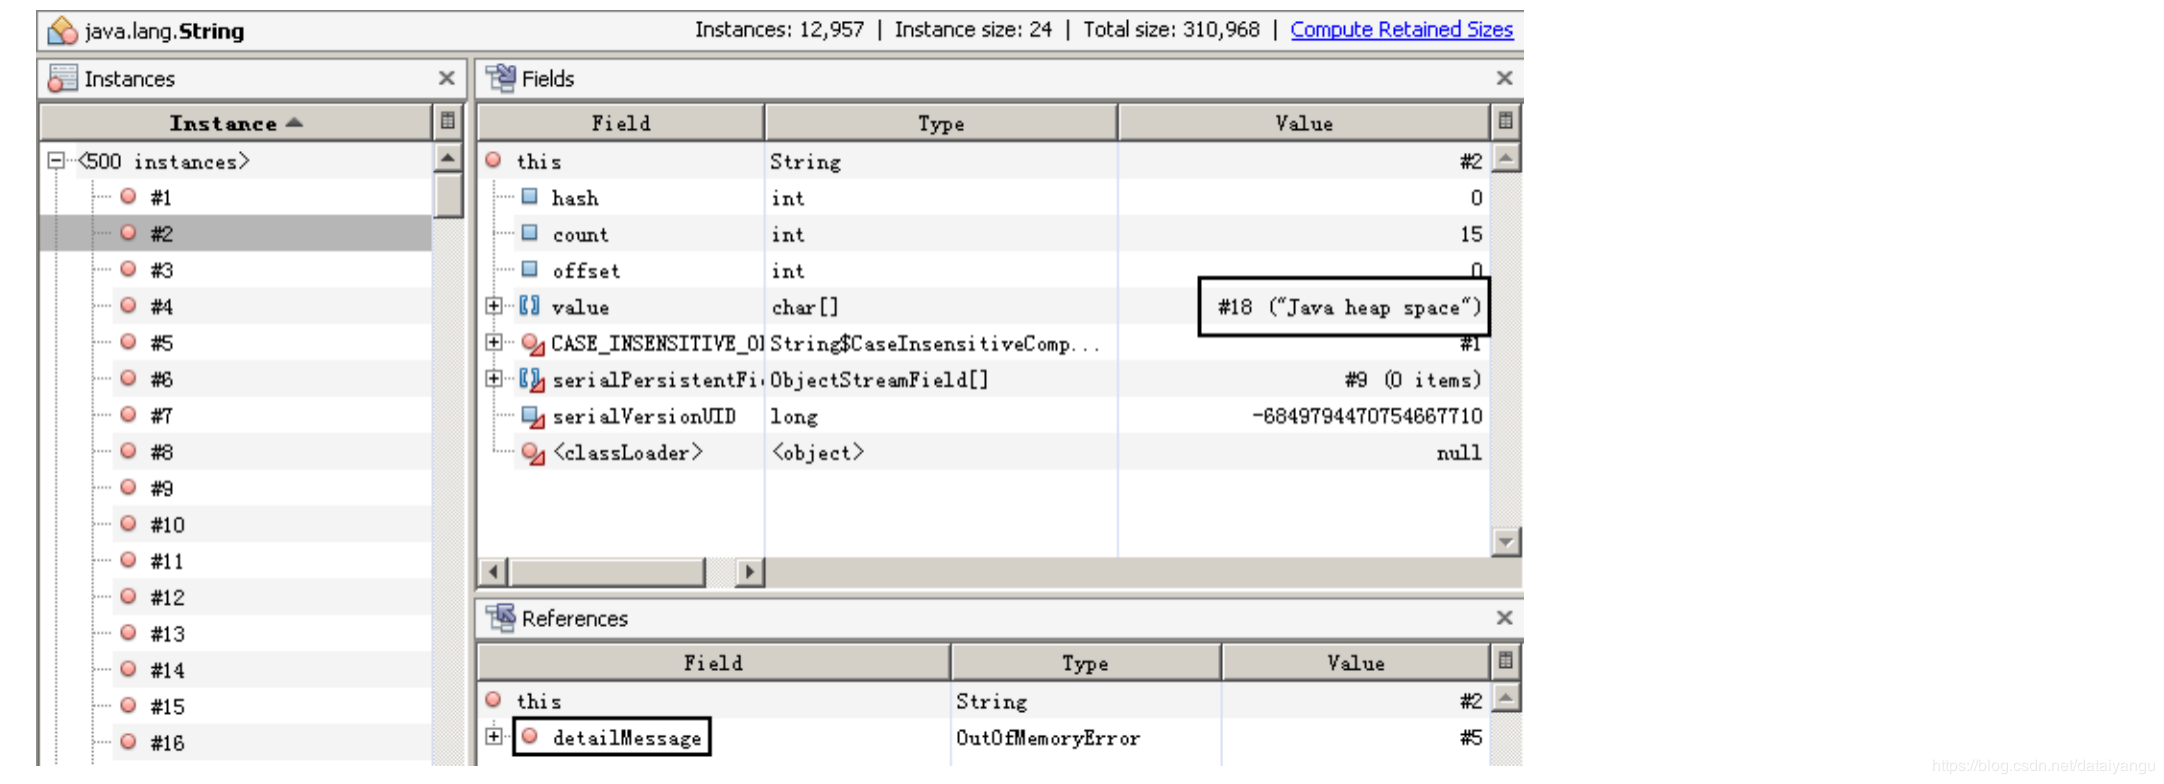 java.lang.String Instances: 12,957 | Instance size: 24 | Total size: 310,968 | Compute Retained Sizes
Instances
Instance
<500 instances>
#1
#2
#3
#4
#5
#6
#7
#8
#9
#10
#11
#12
#13
#14
#15
#16
Fields
Field Type Value
this String #2
hash int 0
count int 15
offset int 0
value char[] #18 ("Java heap space")
CASE_INSENSITIVE_O String$CaseInsensitiveComp... #1
serialPersistentFi ObjectStreamField[] #9 (0 items)
serialVersionUID long -6849794470754667710
<classLoader> <object> null
References
Field Type Value
this String #2
detailMessage OutOfMemoryError #5
https://blog.csdn.net/dataiyangu